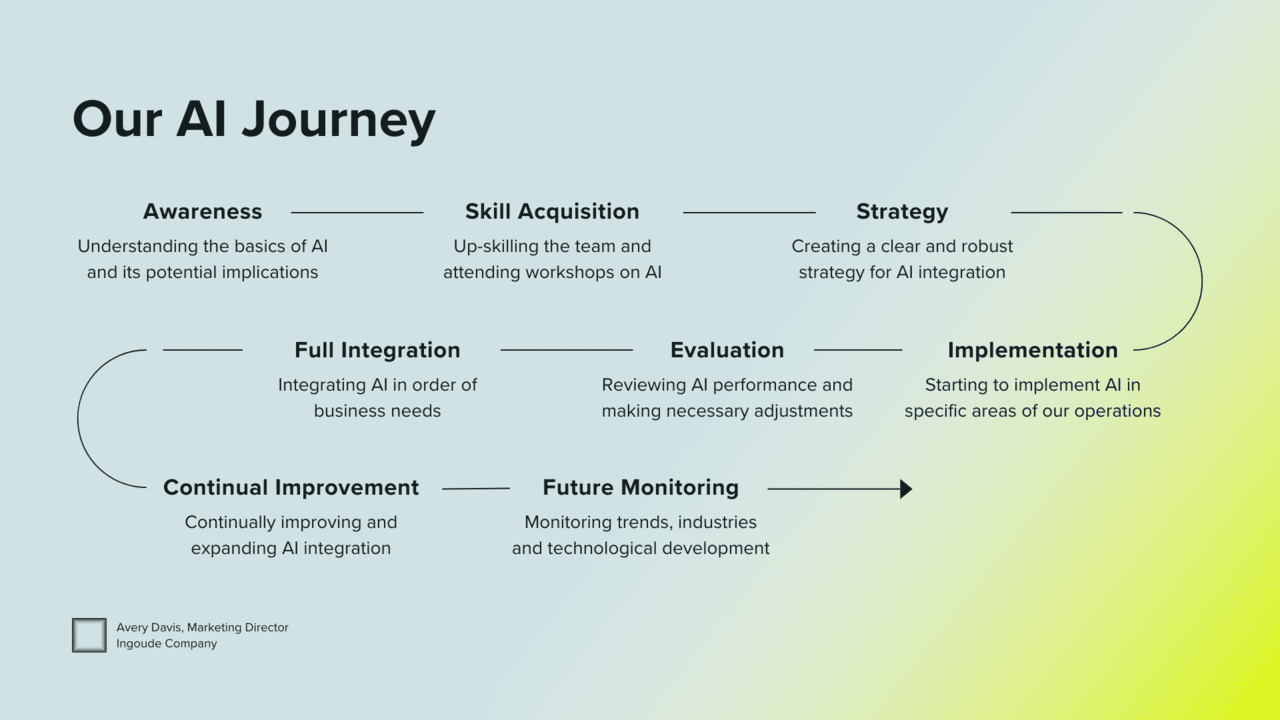 Our AI Journey
Awareness
Understanding the basics of AI
and its potential implications
Skill Acquisition
Up-skilling the team and
attending workshops on AI
Strategy
Creating a clear and robust
strategy for AI integration
Implementation
Starting to implement AI in
specific areas of our operations
Evaluation
Reviewing AI performance and
making necessary adjustments
Full Integration
Integrating AI in order of
business needs
Continual Improvement
Continually improving and
expanding AI integration
Future Monitoring
Monitoring trends, industries
and technological development
Avery Davis, Marketing Director
Ingoude Company